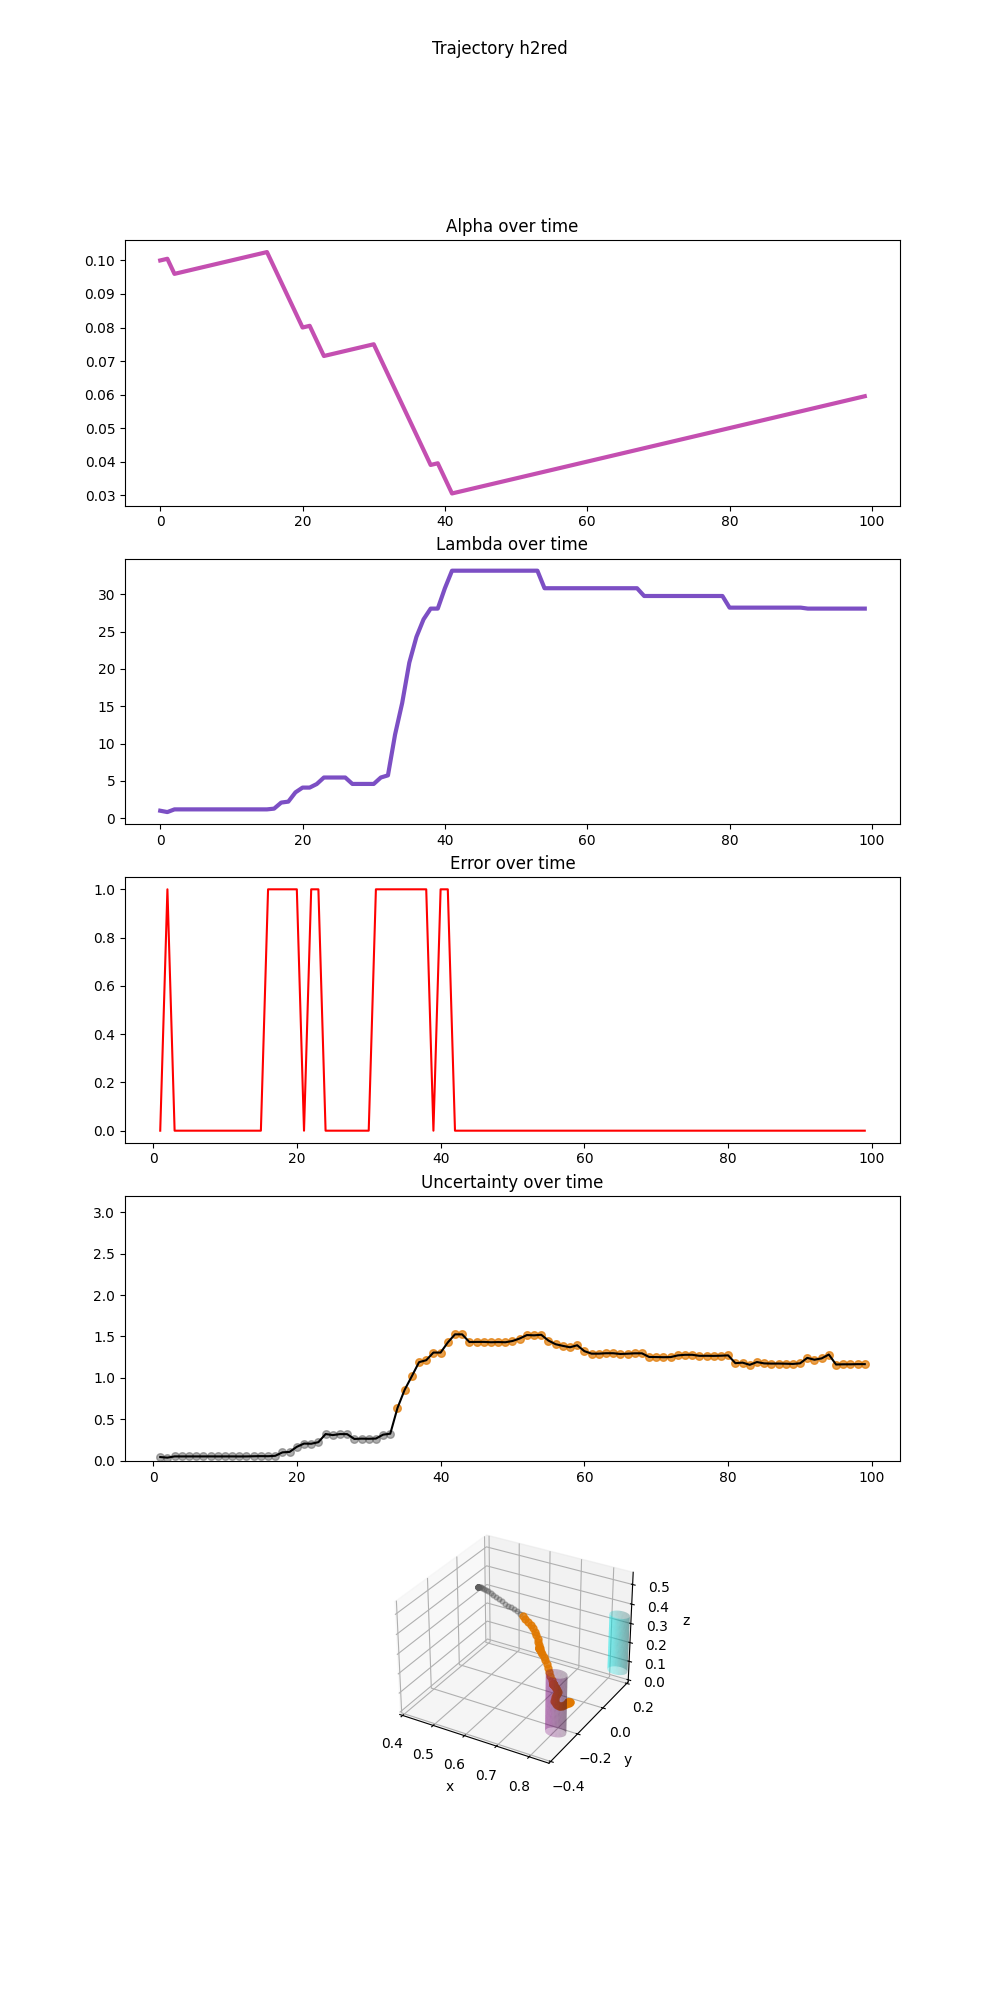 Trajectory h2red
Alpha over time
0.10
0.09
0.08
0.07
0.06
0.05
0.04
0.03
0 20 40 60 80 100
Lambda over time
30
25
20
15
10
5
0
0 20 40 60 80 100
Error over time
1.0
0.8
0.6
0.4
0.2
0.0
0 20 40 60 80 100
Uncertainty over time
3.0
2.5
2.0
1.5
1.0
0.5
0.0
0 20 40 60 80 100
0.5
0.4
0.3
0.2
0.1
0.0
z
0.4 0.5 0.6 0.7 0.8
x
−0.4 −0.2 0.0 0.2
y